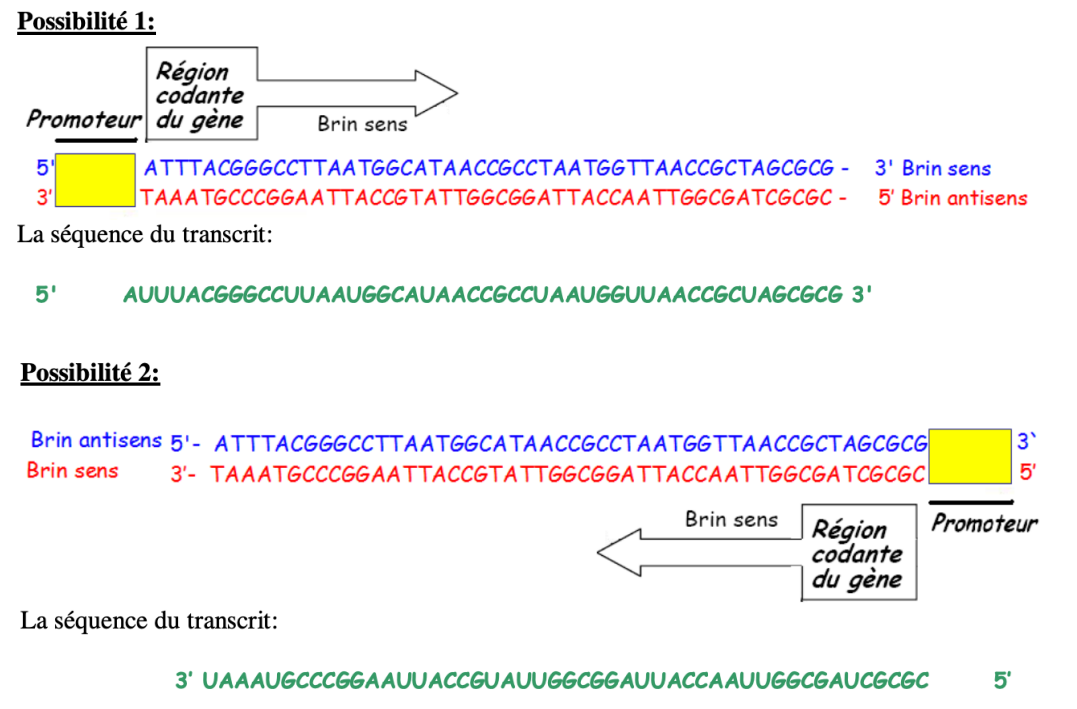 Possibilité 1:
Région
codante
du gène
Promoteur
Brin sens
5' ATTTACGGGCCTTAATGGCATAACCGCCTAATGGTTAACCGCTAGCGCG - 3' Brin sens
3' TAAATGCCCGGAATTACCGTATTGGCGGATTACCAATTGGCGATCGCGC - 5' Brin antisens
La séquence du transcrit:
5' AUUUACGGGCCUUAAUGGCAUAACCGCCUAAUGGUUAACCGCUAGCGCG 3'
Possibilité 2:
Brin antisens 5'- ATTTACGGGCCTTAATGGCATAACCGCCTAATGGTTAACCGCTAGCGCG 3`
Brin sens 3'- TAAATGCCCGGAATTACCGTATTGGCGGATTACCAATTGGCGATCGCGC 5'
Brin sens
Région
codante
du gène
Promoteur
La séquence du transcrit:
3' UAAAUGCCCGGAAUUACCGUAUUGGCGGAUUACCAAUUGGCGAUCGCGC 5'